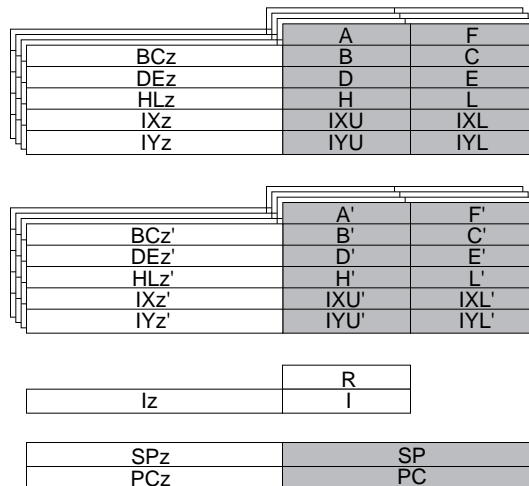 A F
BCz B C
DEz D E
HLz H L
IXz IXU IXL
IYz IYU IYL
A' F'
BCz' B' C'
DEz' D' E'
HLz' H' L'
IXz' IXU' IXL'
IYz' IYU' IYL'
R
Iz I
SPz SP
PCz PC